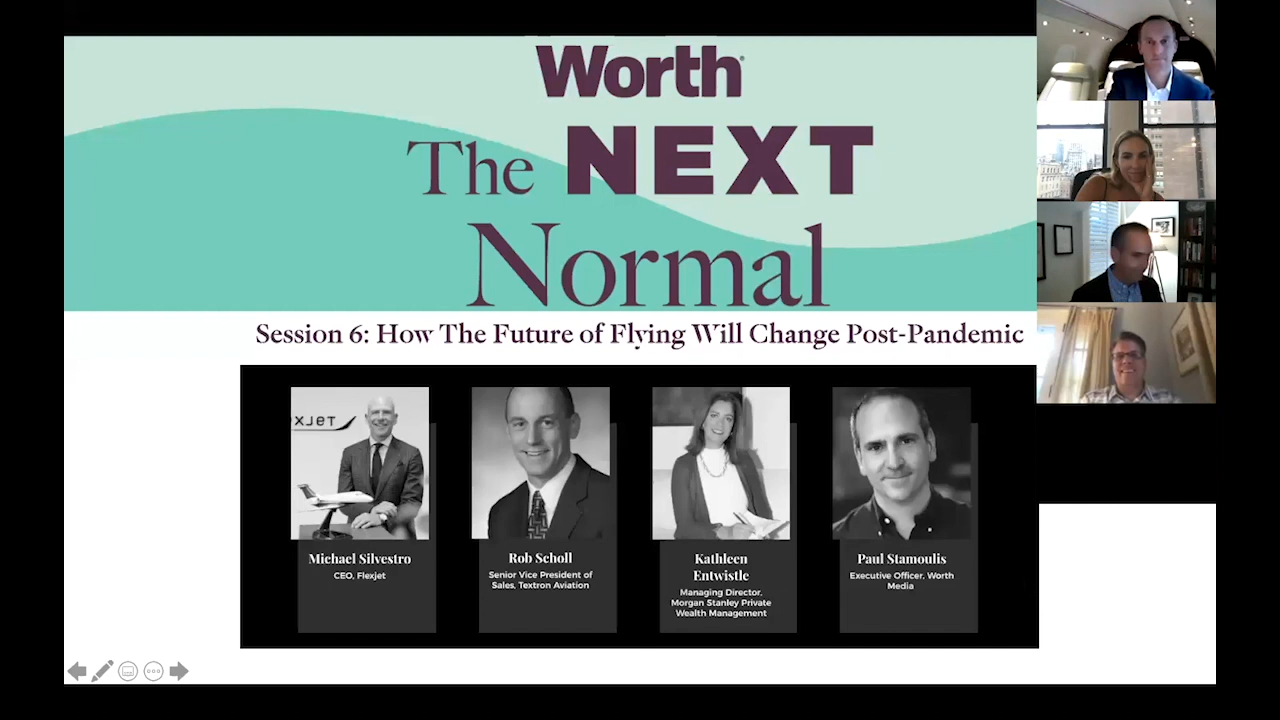 Worth
The NEXT
Normal
Session 6: How The Future of Flying Will Change Post-Pandemic
XJET
Michael Silvestro
CEO, Flexjet
Rob Scholl
Senior Vice President of
Sales, Textron Aviation
Kathleen
Entwistle
Managing Director,
Morgan Stanley Private
Wealth Management
Paul Stamoulis
Executive Officer, Worth
Media